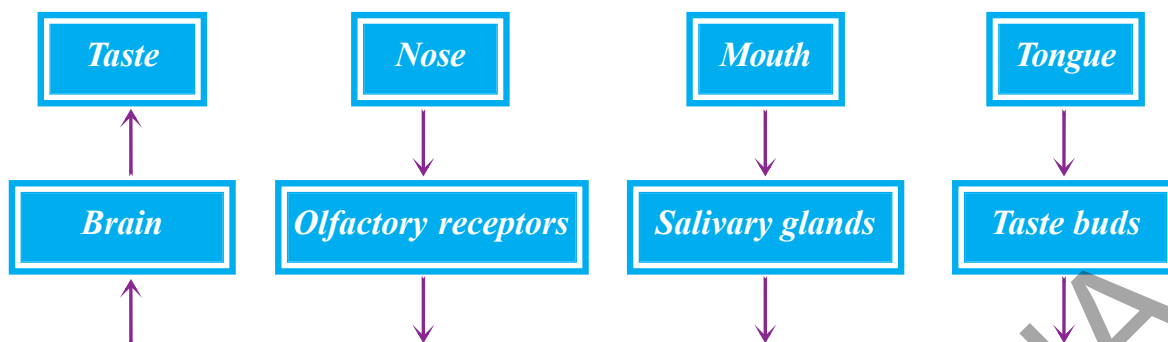 Taste
Nose
Mouth
Tongue
Brain
Olfactory receptors
Salivary glands
Taste buds